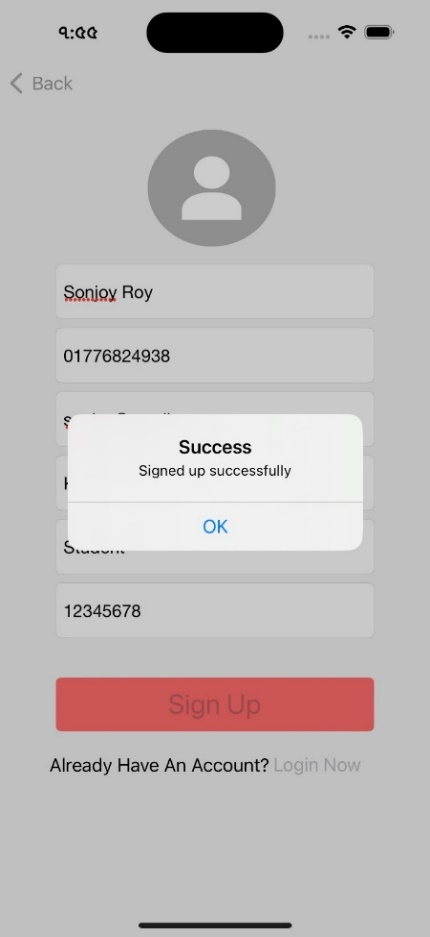 ৭:৫৫
Back
Sonjoy Roy
01776824938
Success
Signed up successfully
OK
Student
12345678
Sign Up
Already Have An Account? Login Now